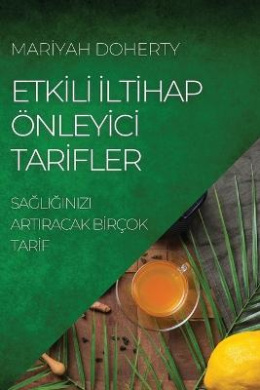 MARİYAH DOHERTY
ETKİLİ İLTİHAP
ÖNLEYİCİ
TARİFLER
SAĞLIĞINIZI
ARTIRACAK BİRÇOK
TARİF